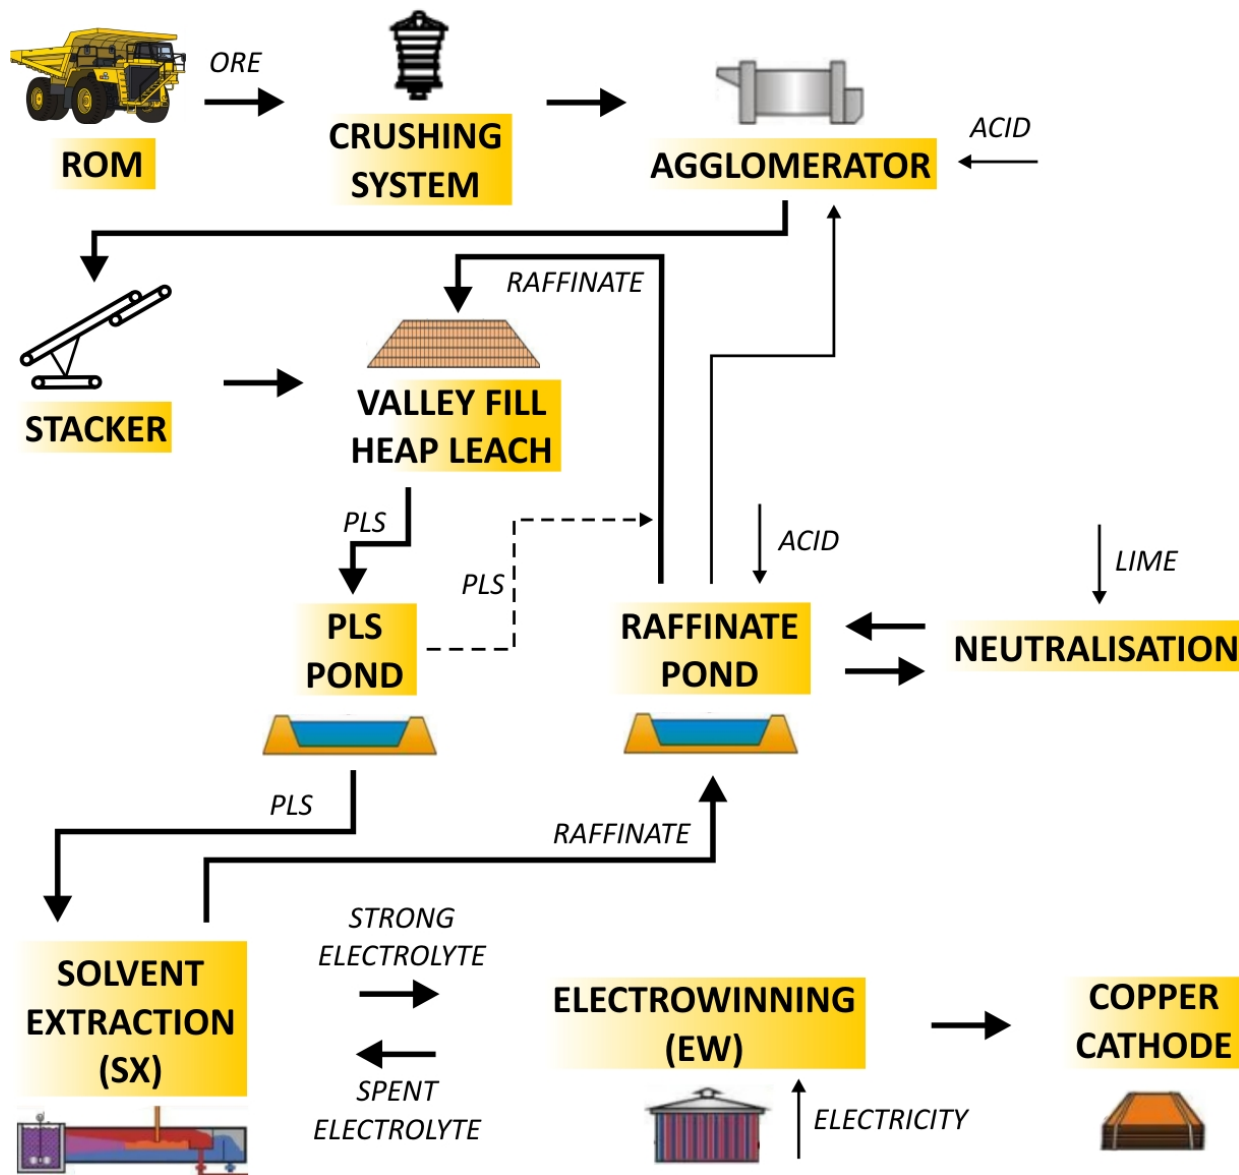 ORE
ROM
CRUSHING
SYSTEM
AGGLOMERATOR
ACID
RAFFINATE
STACKER
VALLEY FILL
HEAP LEACH
PLS
PLS
ACID
LIME
PLS
POND
RAFFINATE
POND
NEUTRALISATION
PLS
RAFFINATE
STRONG
ELECTROLYTE
SOLVENT
EXTRACTION
(SX)
SPENT
ELECTROLYTE
ELECTROWINNING
(EW)
ELECTRICITY
COPPER
CATHODE